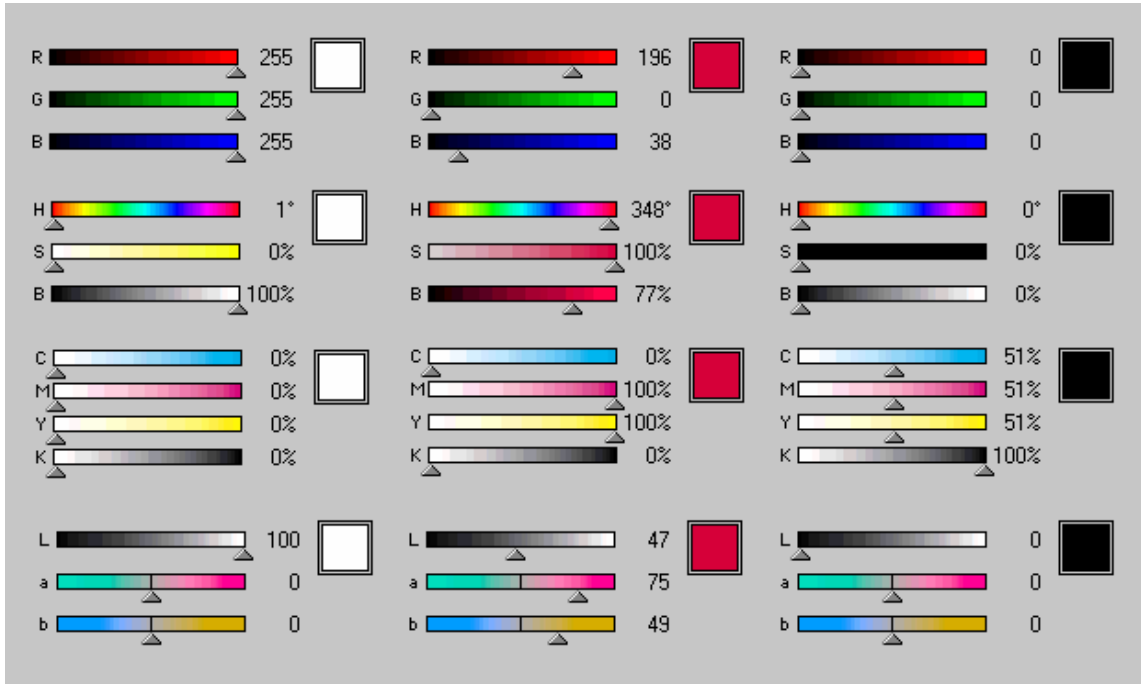 R 255 R 196 R 0
G 255 G 0 G 0
B 255 B 38 B 0
H 1° H 348° H 0°
S 0% S 100% S 0%
B 100% B 77% B 0%
C 0% C 0% C 51%
M 0% M 100% M 51%
Y 0% Y 100% Y 51%
K 0% K 0% K 100%
L 100 L 47 L 0
a 0 a 75 a 0
b 0 b 49 b 0